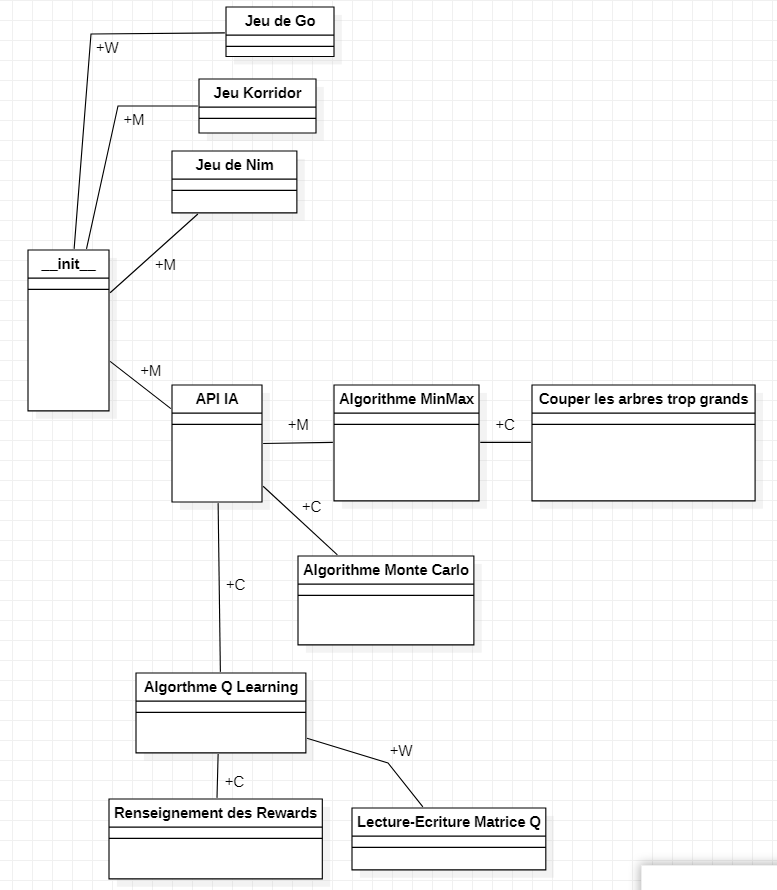 Jeu de Go
+W
Jeu Korridor
+M
Jeu de Nim
__init__
+M
+M
API IA
Algorithme MinMax
Couper les arbres trop grands
+M
+C
+C
Algorithme Monte Carlo
+C
Algorthme Q Learning
+W
+C
Renseignement des Rewards
Lecture-Ecriture Matrice Q